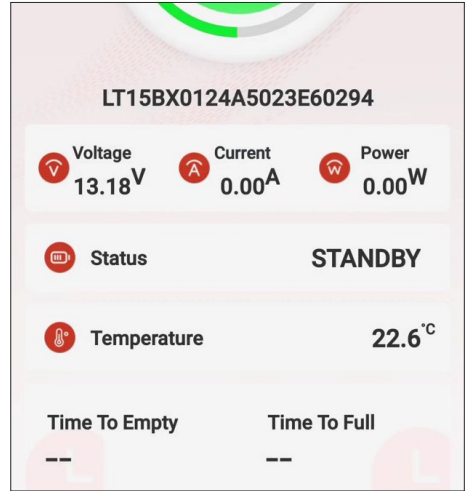 LT15BX0124A5023E60294
Voltage
13.18V
Current
0.00A
Power
0.00W
Status
STANDBY
Temperature
22.6°C
Time To Empty
--
Time To Full
--